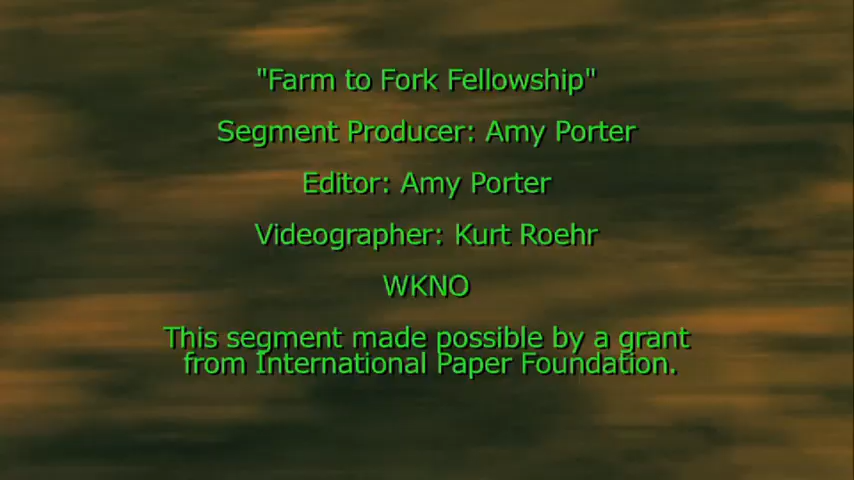 "Farm to Fork Fellowship"
Segment Producer: Amy Porter
Editor: Amy Porter
Videographer: Kurt Roehr
WKNO
This segment made possible by a grant
from International Paper Foundation.